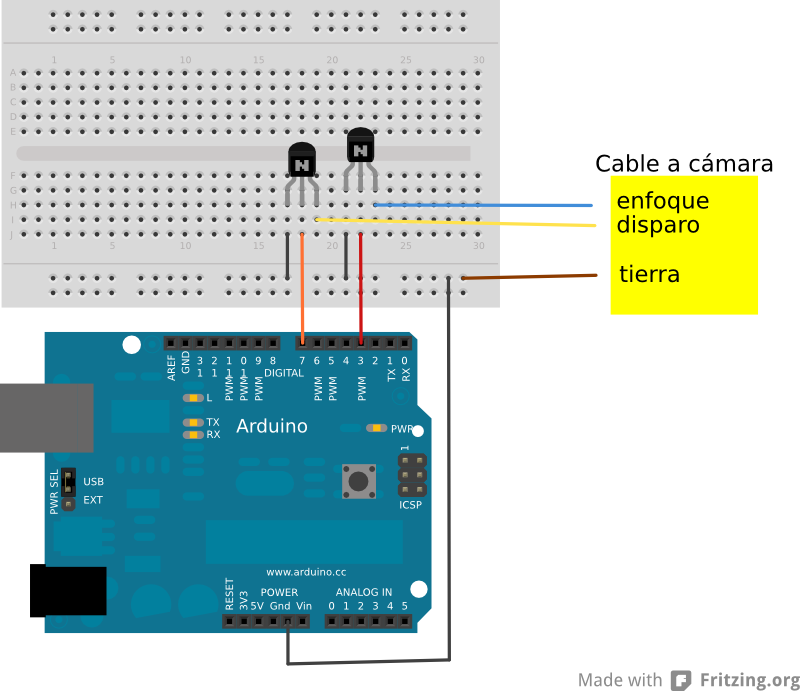 1 5 10 15 20 25 30
A
B
C
D
E
N
N
F
G
H
I
J
1 5 10 15 20 25 30
Cable a cámara
enfoque
disparo
tierra
AREF
GND
13
12
11
10
9
8
7
6
5
4
3
2
1
0
PWM
PWM
PWM
DIGITAL
PWM
PWM
PWM
TX
RX
L
TX
RX
Arduino
PWR
1
PWR SEL
USB
EXT
ICSP
www.arduino.cc
POWER
ANALOG IN
RESET
3V3
5V
Gnd
Vin
0 1 2 3 4 5
Made with Fritzing.org